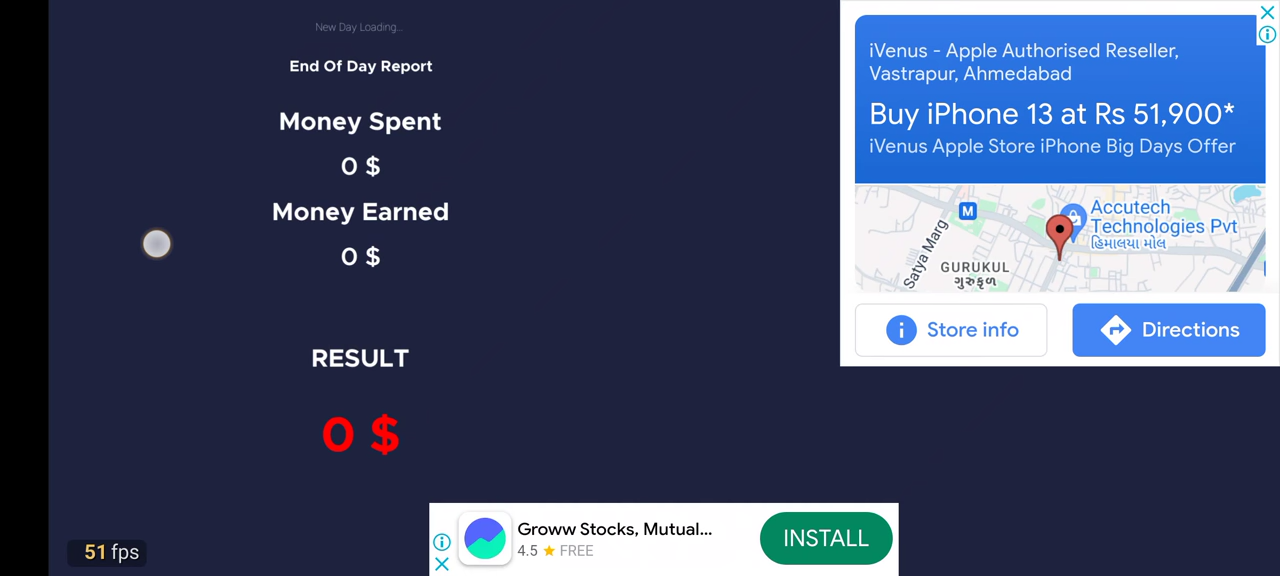 New Day Loading...
End Of Day Report
Money Spent
0 $
Money Earned
0 $
RESULT
0 $
51 fps
iVenus - Apple Authorised Reseller,
Vastrapur, Ahmedabad
Buy iPhone 13 at Rs 51,900*
iVenus Apple Store iPhone Big Days Offer
M
Satya Marg
GURUKUL
ગુરુકૃળ
Accutech
Technologies Pvt
હિમાલયા મોલ
Store info
Directions
Groww Stocks, Mutual...
4.5 ★ FREE
INSTALL